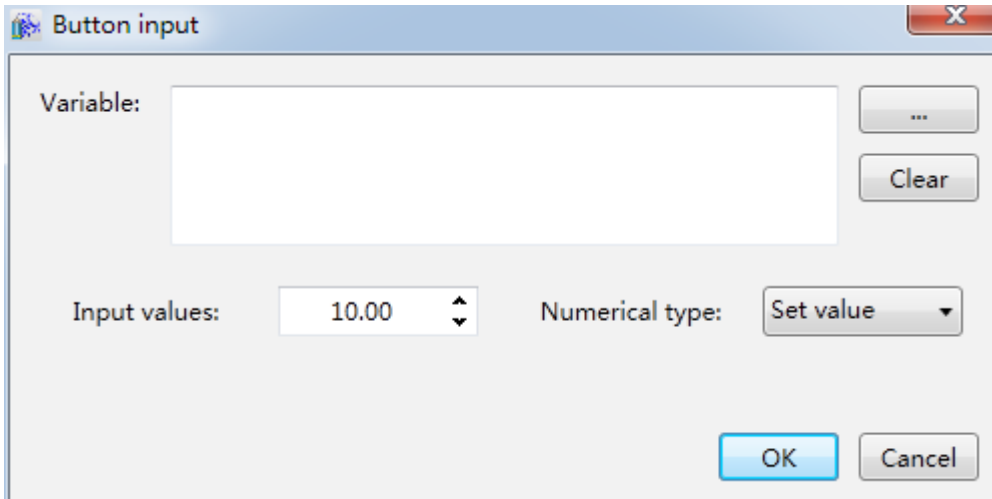 Button input
Variable:
...
Clear
Input values: 10.00 Numerical type: Set value
OK Cancel